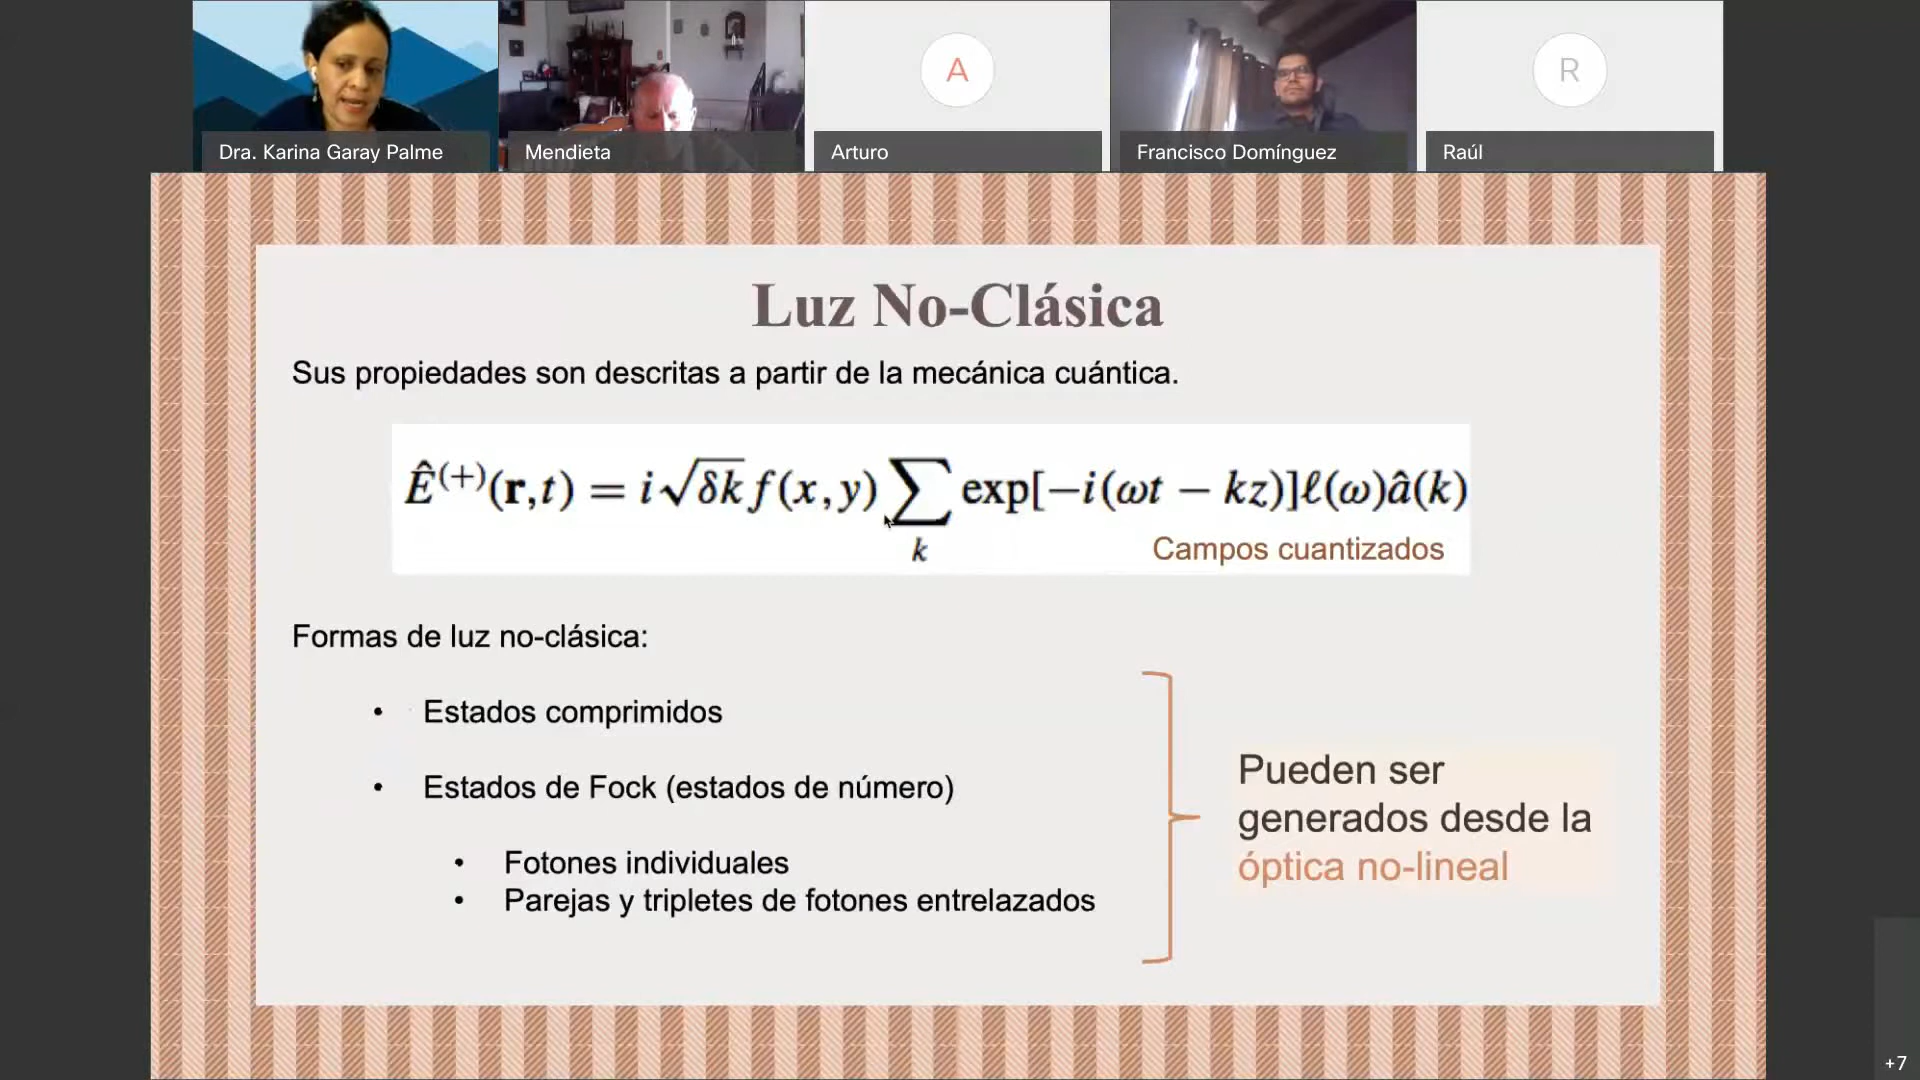 A
R
Dra. Karina Garay Palme
Mendieta
Arturo
Francisco Domínguez
Raúl
Luz No-Clásica
Sus propiedades son descritas a partir de la mecánica cuántica.
Ê⁽⁺⁾(r,t) = i√δk f(x,y) ∑ exp[−i(ωt − kz)]ℓ(ω)â(k)
k
Campos cuantizados
Formas de luz no-clásica:
• Estados comprimidos
• Estados de Fock (estados de número)
• Fotones individuales
• Parejas y tripletes de fotones entrelazados
Pueden ser
generados desde la
óptica no-lineal
+7